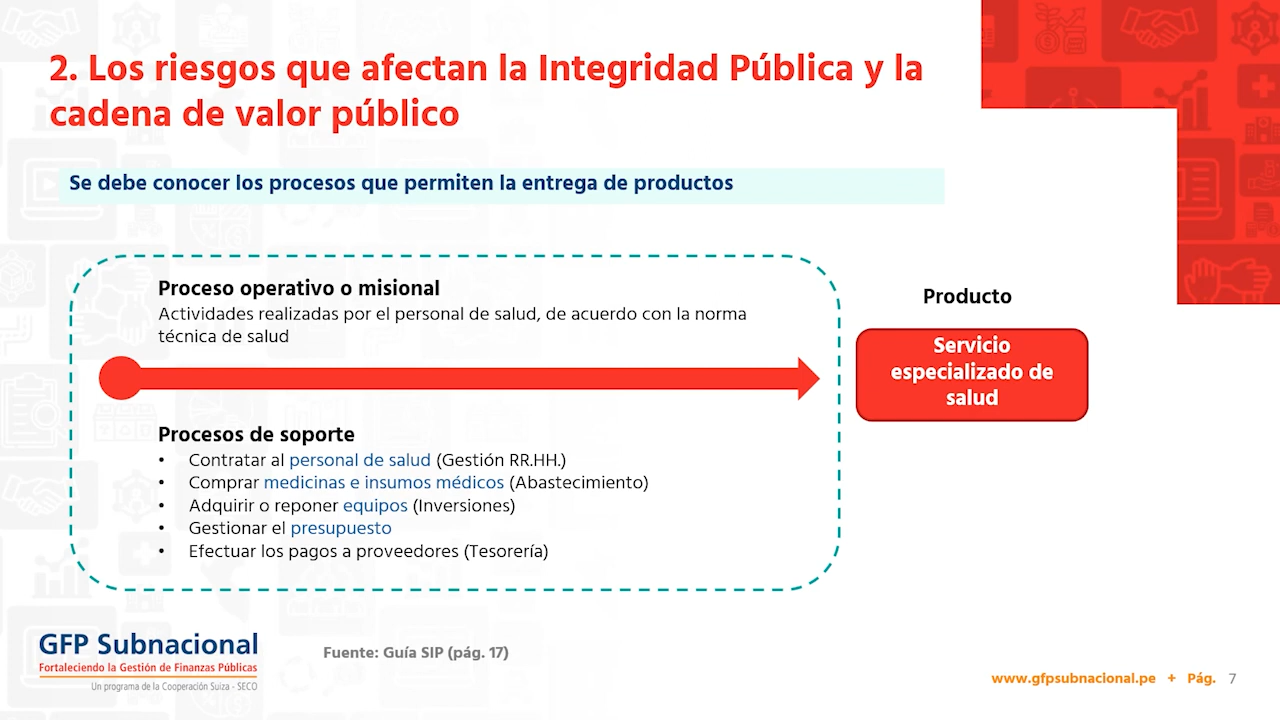 2. Los riesgos que afectan la Integridad Pública y la
cadena de valor público
Se debe conocer los procesos que permiten la entrega de productos
Proceso operativo o misional
Actividades realizadas por el personal de salud, de acuerdo con la norma
técnica de salud
Producto
Servicio
especializado de
salud
Procesos de soporte
• Contratar al personal de salud (Gestión RR.HH.)
• Comprar medicinas e insumos médicos (Abastecimiento)
• Adquirir o reponer equipos (Inversiones)
• Gestionar el presupuesto
• Efectuar los pagos a proveedores (Tesorería)
GFP Subnacional
Fortaleciendo la Gestión de Finanzas Públicas
Un programa de la Cooperación Suiza - SECO
Fuente: Guía SIP (pág. 17)
www.gfpsubnacional.pe + Pág. 7